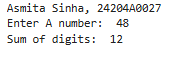 Asmita Sinha, 24204A0027
Enter A number:  48
Sum of digits:  12